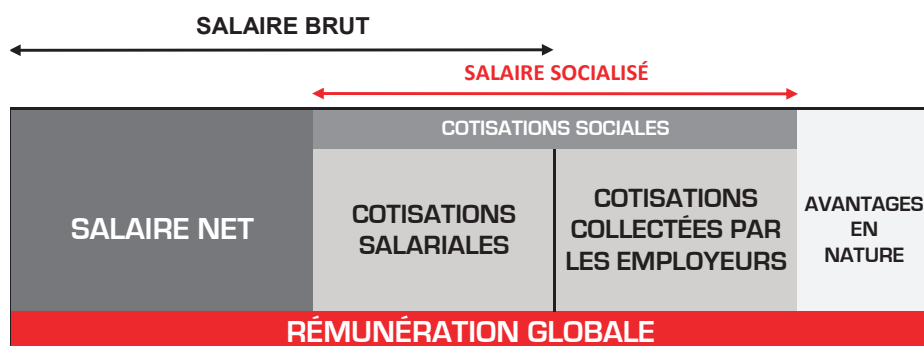 SALAIRE BRUT
SALAIRE SOCIALISÉ
COTISATIONS SOCIALES
SALAIRE NET
COTISATIONS
SALARIALES
COTISATIONS
COLLECTÉES PAR
LES EMPLOYEURS
AVANTAGES
EN
NATURE
RÉMUNÉRATION GLOBALE